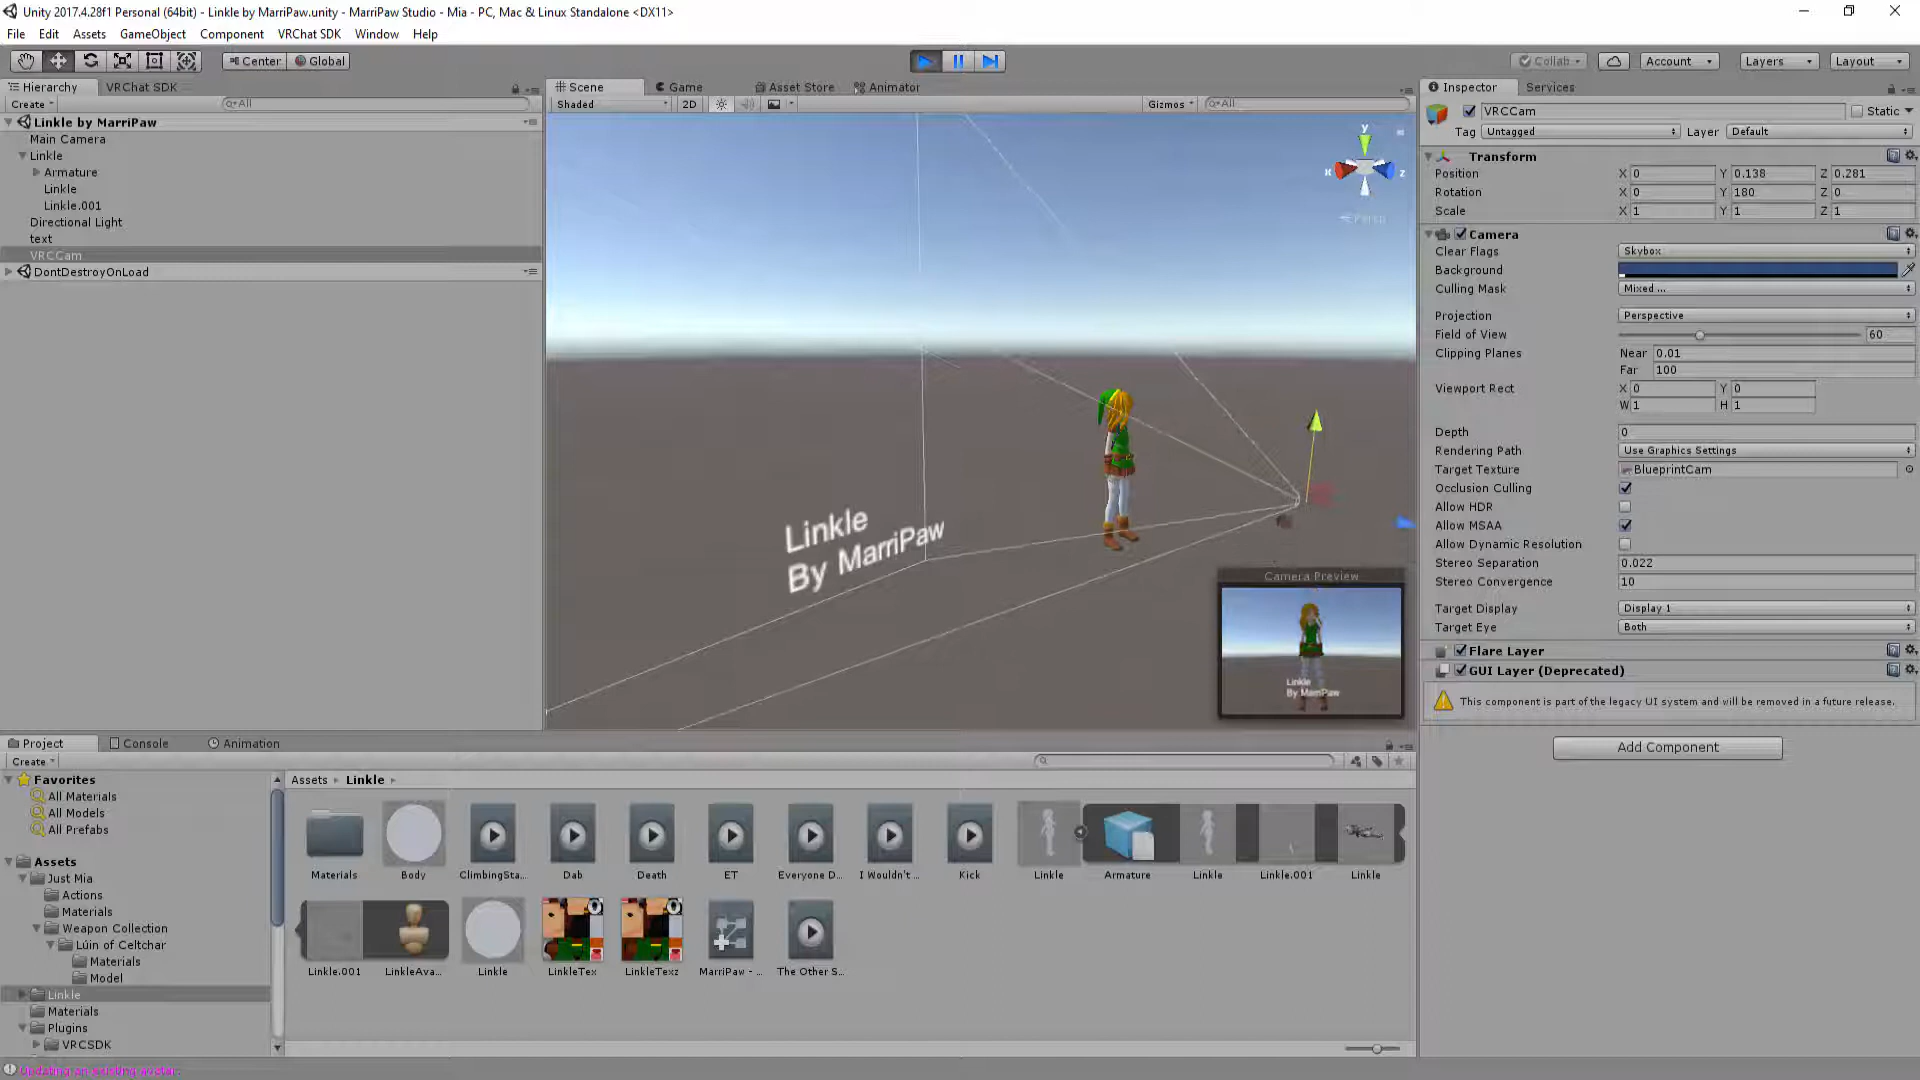 Unity 2017.4.28f1 Personal (64bit) - Linkle by MarriPaw.unity - MarriPaw Studio - Mia - PC, Mac & Linux Standalone <DX11>
File Edit Assets GameObject Component VRChat SDK Window Help
Center Global Collab Account Layers Layout
Hierarchy VRChat SDK
Create All
Linkle by MarriPaw
Main Camera
Linkle
Armature
Linkle
Linkle.001
Directional Light
text
VRCCam
DontDestroyOnLoad
Scene Game Asset Store Animator
Shaded 2D Gizmos All
y
x z
Persp
Linkle
By MarriPaw
Camera Preview
Linkle
By MarriPaw
Inspector Services
VRCCam Static
Tag Untagged Layer Default
Transform
Position X 0 Y 0.138 Z 0.281
Rotation X 0 Y 180 Z 0
Scale X 1 Y 1 Z 1
Camera
Clear Flags Skybox
Background
Culling Mask Mixed ...
Projection Perspective
Field of View 60
Clipping Planes Near 0.01
Far 100
Viewport Rect X 0 Y 0
W 1 H 1
Depth 0
Rendering Path Use Graphics Settings
Target Texture BlueprintCam
Occlusion Culling
Allow HDR
Allow MSAA
Allow Dynamic Resolution
Stereo Separation 0.022
Stereo Convergence 10
Target Display Display 1
Target Eye Both
Flare Layer
GUI Layer (Deprecated)
This component is part of the legacy UI system and will be removed in a future release.
Add Component
Project Console Animation
Create
Favorites
All Materials
All Models
All Prefabs
Assets
Just Mia
Actions
Materials
Weapon Collection
Lúin of Celtchar
Materials
Model
Linkle
Materials
Plugins
VRCSDK
Assets Linkle
Materials Body ClimbingSta... Dab Death ET Everyone D... I Wouldn't ... Kick Linkle Armature Linkle Linkle.001 Linkle
Linkle.001 LinkleAva... Linkle LinkleTex LinkleTexz MarriPaw - ... The Other S...
Updating an existing avatar.